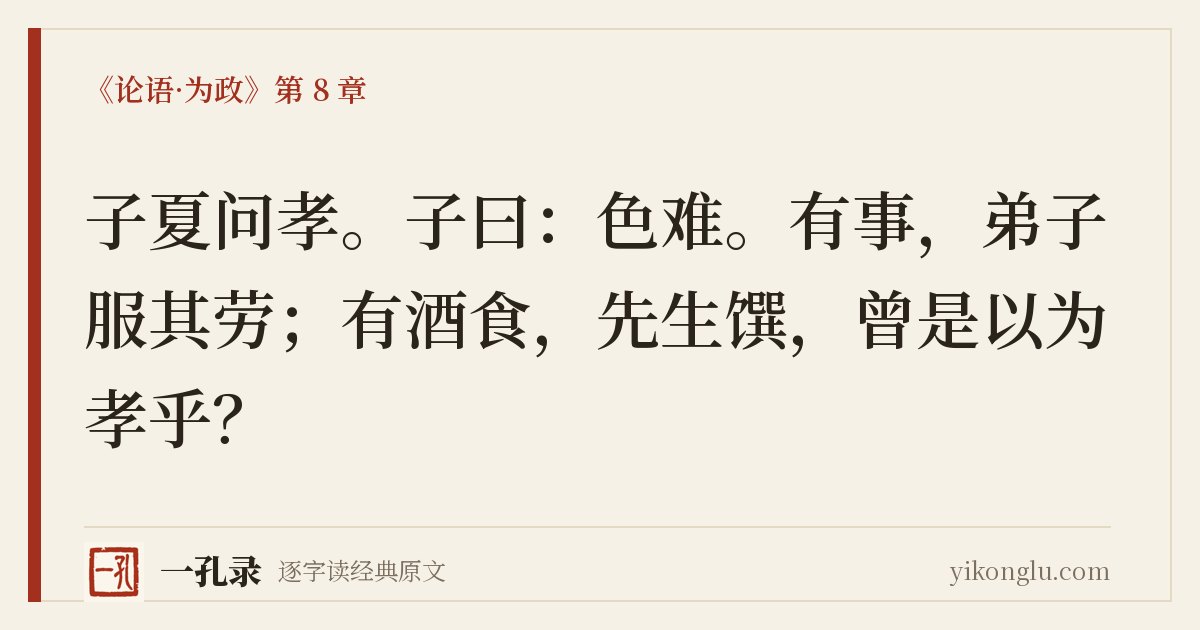 《论语·为政》第 8 章
子夏问孝。子曰：色难。有事，弟子
服其劳；有酒食，先生馔，曾是以为
孝乎？
一孔
一孔录 逐字读经典原文 yikonglu.com